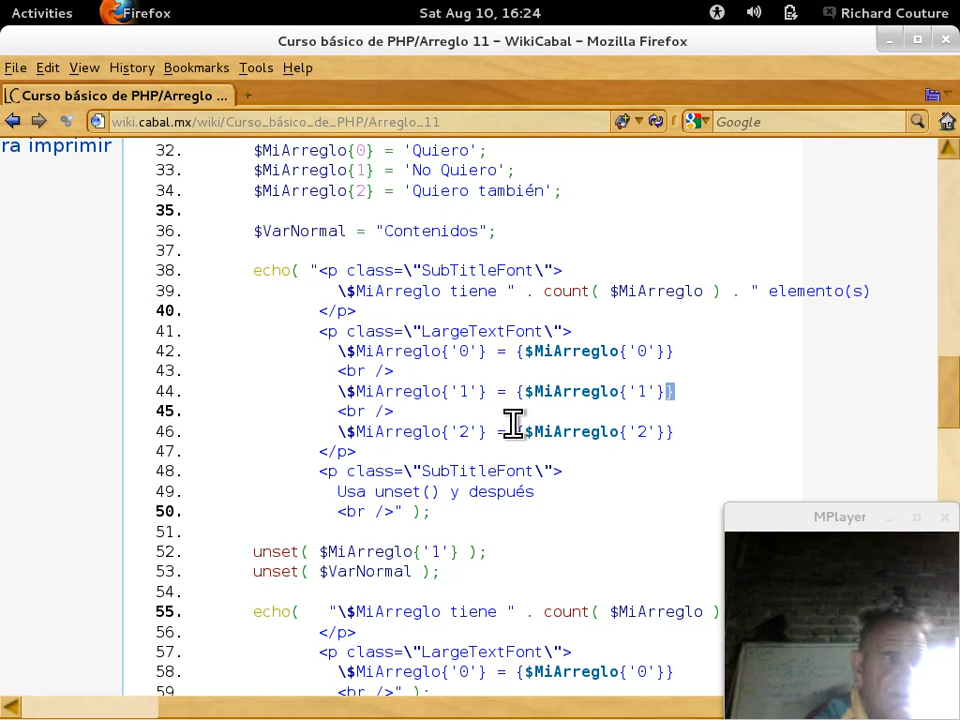 Activities Firefox Sat Aug 10, 16:24 Richard Couture
Curso básico de PHP/Arreglo 11 - WikiCabal - Mozilla Firefox
File Edit View History Bookmarks Tools Help
Curso básico de PHP/Arreglo ...
wiki.cabal.mx/wiki/Curso_básico_de_PHP/Arreglo_11 Google
ra imprimir
32. $MiArreglo{0} = 'Quiero';
33. $MiArreglo{1} = 'No Quiero';
34. $MiArreglo{2} = 'Quiero también';
35.
36. $VarNormal = "Contenidos";
37.
38. echo( "<p class=\"SubTitleFont\">
39. \$MiArreglo tiene " . count( $MiArreglo ) . " elemento(s)
40. </p>
41. <p class=\"LargeTextFont\">
42. \$MiArreglo{'0'} = {$MiArreglo{'0'}}
43. <br />
44. \$MiArreglo{'1'} = {$MiArreglo{'1'}}
45. <br />
46. \$MiArreglo{'2'} = {$MiArreglo{'2'}}
47. </p>
48. <p class=\"SubTitleFont\">
49. Usa unset() y después
50. <br />" );
51.
52. unset( $MiArreglo{'1'} );
53. unset( $VarNormal );
54.
55. echo( "\$MiArreglo tiene " . count( $MiArreglo )
56. </p>
57. <p class=\"LargeTextFont\">
58. \$MiArreglo{'0'} = {$MiArreglo{'0'}}
59. <br />" );
MPlayer